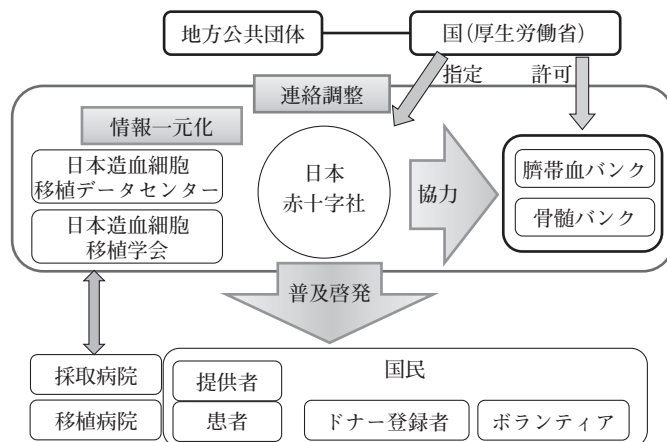 地方公共団体
国（厚生労働省）
指定
許可
連絡調整
情報一元化
日本造血細胞
移植データセンター
日本造血細胞
移植学会
日本
赤十字社
協力
臍帯血バンク
骨髄バンク
普及啓発
採取病院
移植病院
国民
提供者
患者
ドナー登録者
ボランティア